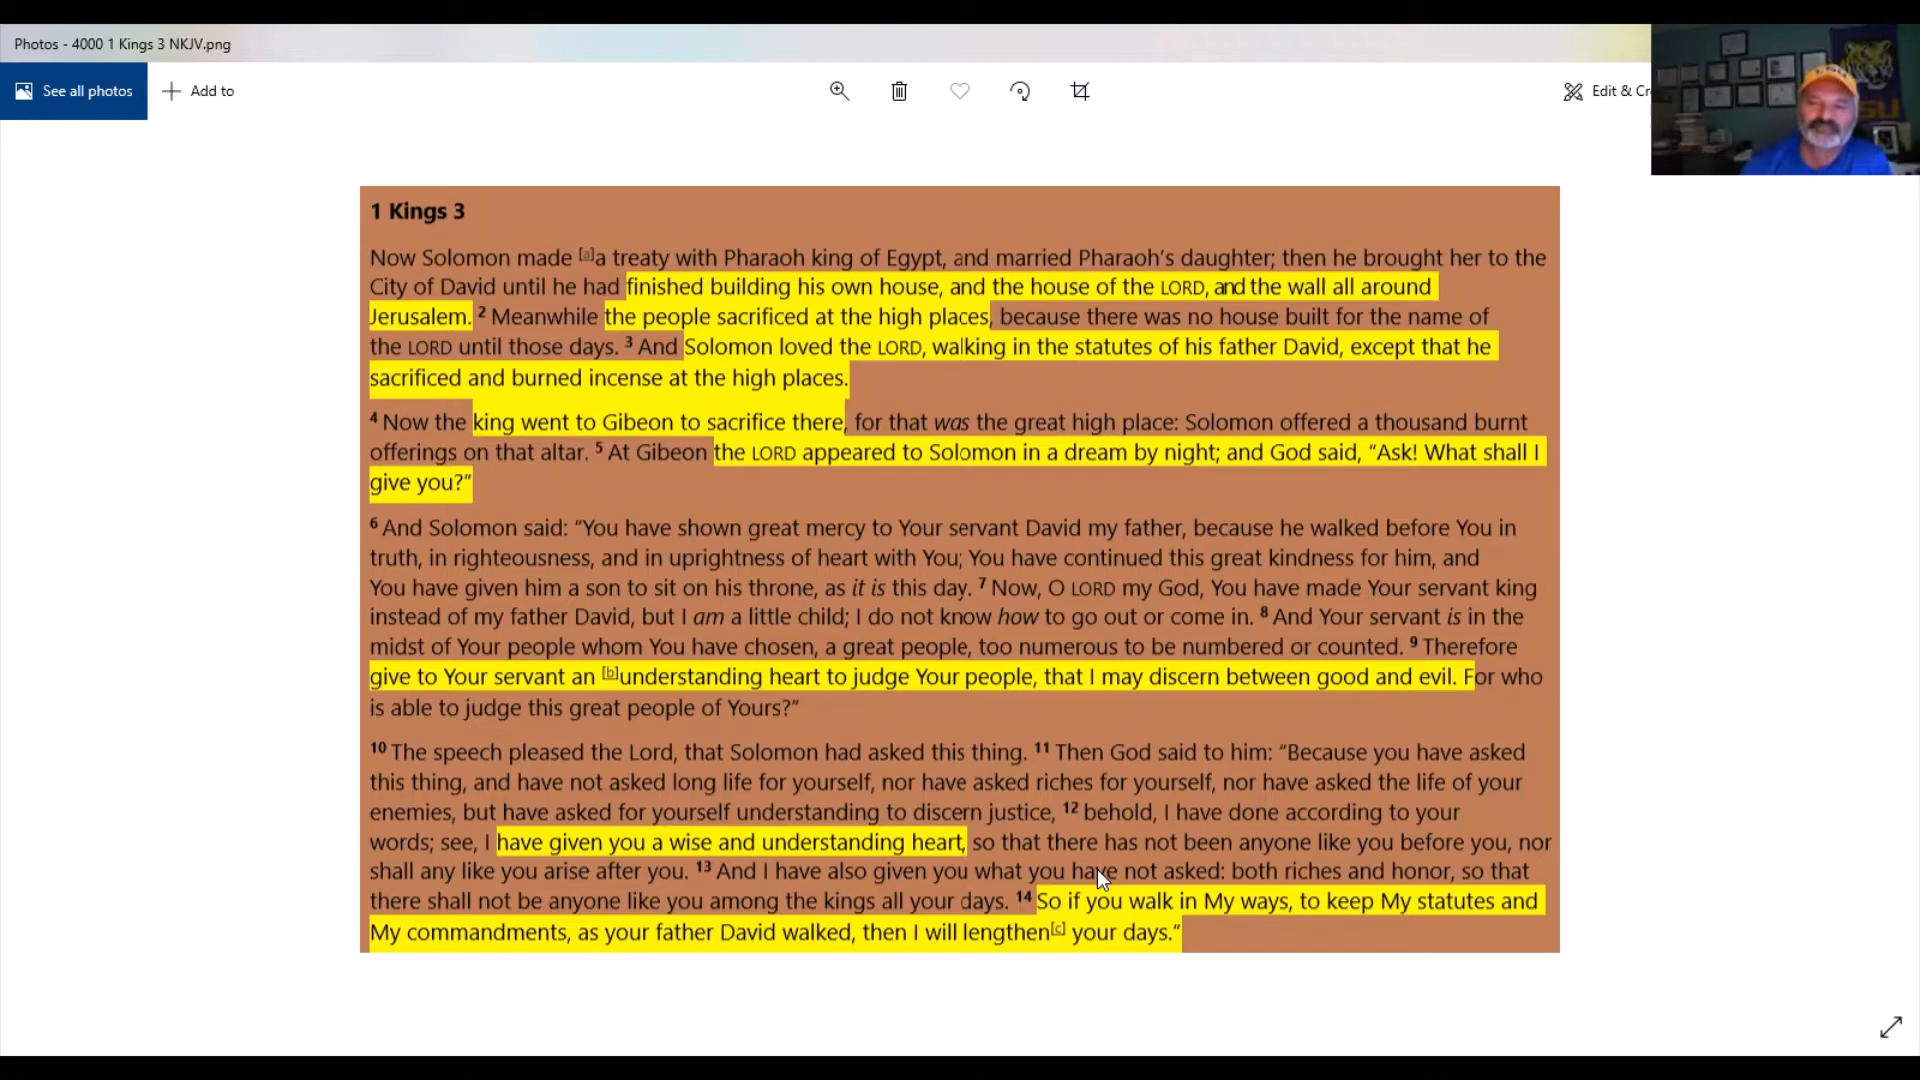 Photos - 4000 1 Kings 3 NKJV.png
See all photos
Add to
Edit & Cr
1 Kings 3
Now Solomon made [a]a treaty with Pharaoh king of Egypt, and married Pharaoh’s daughter; then he brought her to the
City of David until he had finished building his own house, and the house of the LORD, and the wall all around
Jerusalem. 2 Meanwhile the people sacrificed at the high places, because there was no house built for the name of
the LORD until those days. 3 And Solomon loved the LORD, walking in the statutes of his father David, except that he
sacrificed and burned incense at the high places.
4 Now the king went to Gibeon to sacrifice there, for that was the great high place: Solomon offered a thousand burnt
offerings on that altar. 5 At Gibeon the LORD appeared to Solomon in a dream by night; and God said, “Ask! What shall I
give you?”
6 And Solomon said: “You have shown great mercy to Your servant David my father, because he walked before You in
truth, in righteousness, and in uprightness of heart with You; You have continued this great kindness for him, and
You have given him a son to sit on his throne, as it is this day. 7 Now, O LORD my God, You have made Your servant king
instead of my father David, but I am a little child; I do not know how to go out or come in. 8 And Your servant is in the
midst of Your people whom You have chosen, a great people, too numerous to be numbered or counted. 9 Therefore
give to Your servant an [b]understanding heart to judge Your people, that I may discern between good and evil. For who
is able to judge this great people of Yours?”
10 The speech pleased the Lord, that Solomon had asked this thing. 11 Then God said to him: “Because you have asked
this thing, and have not asked long life for yourself, nor have asked riches for yourself, nor have asked the life of your
enemies, but have asked for yourself understanding to discern justice, 12 behold, I have done according to your
words; see, I have given you a wise and understanding heart, so that there has not been anyone like you before you, nor
shall any like you arise after you. 13 And I have also given you what you have not asked: both riches and honor, so that
there shall not be anyone like you among the kings all your days. 14 So if you walk in My ways, to keep My statutes and
My commandments, as your father David walked, then I will lengthen[c] your days.”